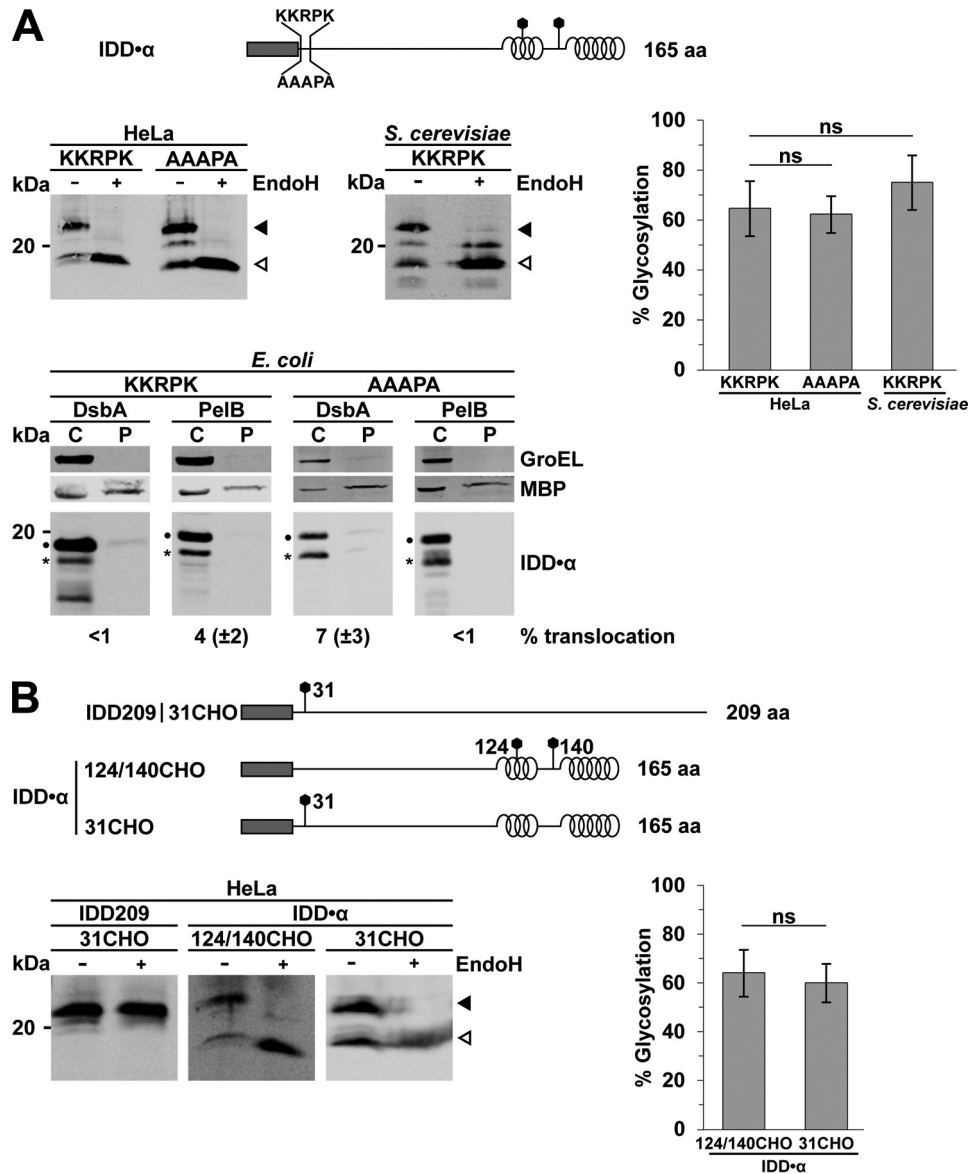 A
KKRPK
IDD•α
165 aa
AAAPA
HeLa
KKRPK AAAPA
kDa - + - + EndoH
20
S. cerevisiae
KKRPK
kDa - + EndoH
20
100
80
60
40
20
0
% Glycosylation
ns
ns
KKRPK AAAPA KKRPK
HeLa S. cerevisiae
E. coli
KKRPK AAAPA
DsbA PelB DsbA PelB
kDa C P C P C P C P
GroEL
MBP
20
• • • •
* * * *
IDD•α
<1 4 (±2) 7 (±3) <1 % translocation
B
31
IDD209 | 31CHO 209 aa
124 140
124/140CHO 165 aa
IDD•α
31
31CHO 165 aa
HeLa
IDD209 IDD•α
31CHO 124/140CHO 31CHO
kDa - + - + - + EndoH
20
100
80
60
40
20
0
% Glycosylation
ns
124/140CHO 31CHO
IDD•α